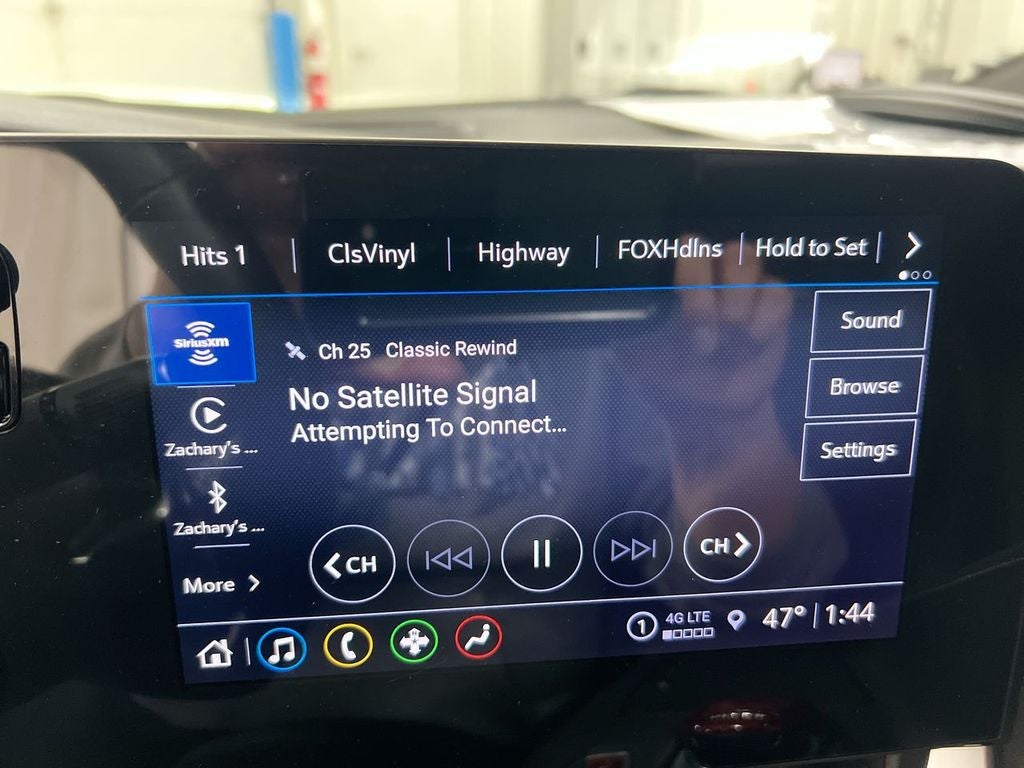 Hits 1 | ClsVinyl | Highway | FOXHdlns | Hold to Set |
SiriusXM
Ch 25 Classic Rewind
No Satellite Signal
Attempting To Connect...
Sound
Browse
Settings
Zachary's ...
Zachary's ...
More
CH
CH
1 4G LTE 47° | 1:44